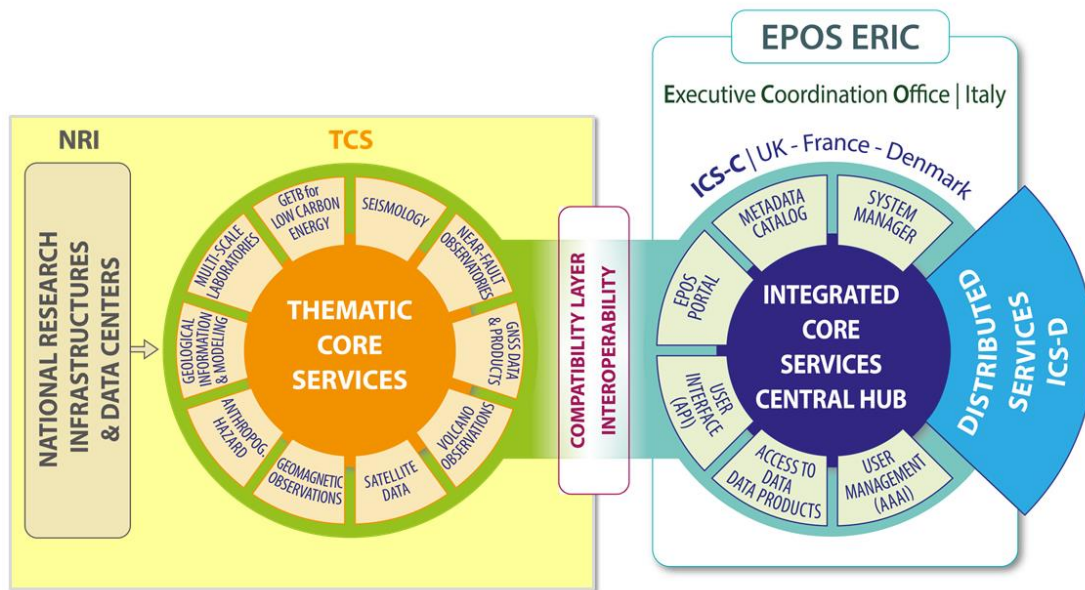 EPOS ERIC
Executive Coordination Office | Italy
NRI
TCS
ICS-C | UK - France - Denmark
NATIONAL RESEARCH
INFRASTRUCTURES
& DATA CENTERS
THEMATIC
CORE
SERVICES
GETB for
LOW CARBON
ENERGY
SEISMOLOGY
NEAR-FAULT
OBSERVATORIES
GNSS DATA
& PRODUCTS
VOLCANO
OBSERVATIONS
SATELLITE
DATA
GEOMAGNETIC
OBSERVATIONS
ANTHROPOG.
HAZARD
GEOLOGICAL
INFORMATION
& MODELING
MULTI-SCALE
LABORATORIES
COMPATIBILITY LAYER
INTEROPERABILITY
INTEGRATED
CORE
SERVICES
CENTRAL HUB
METADATA
CATALOG
SYSTEM
MANAGER
EPOS
PORTAL
USER
INTERFACE
(API)
ACCESS TO
DATA
DATA PRODUCTS
USER
MANAGEMENT
(AAAI)
DISTRIBUTED
SERVICES
ICS-D